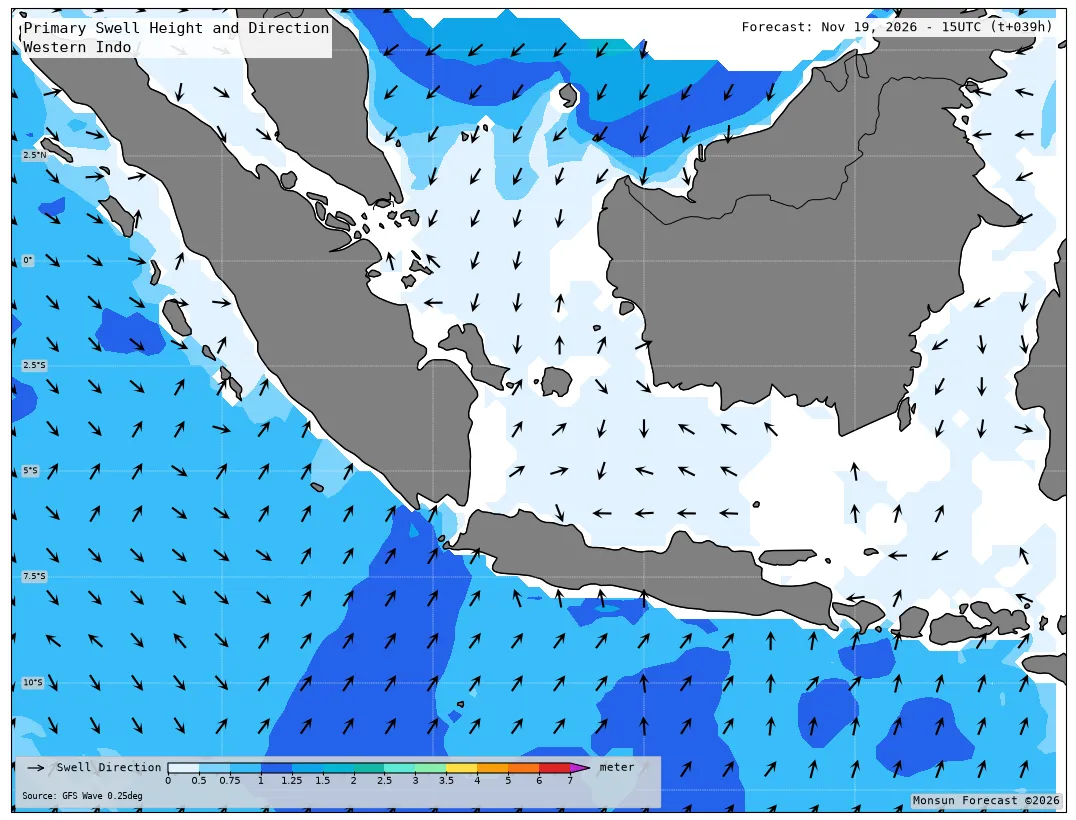 Primary Swell Height and Direction
Western Indo
Forecast: Nov 19, 2026 - 15UTC (t+039h)
2.5°N
0°
2.5°S
5°S
7.5°S
10°S
Swell Direction
0 0.5 0.75 1 1.25 1.5 2 2.5 3 3.5 4 5 6 7
meter
Source: GFS Wave 0.25deg
Monsun Forecast ©2026